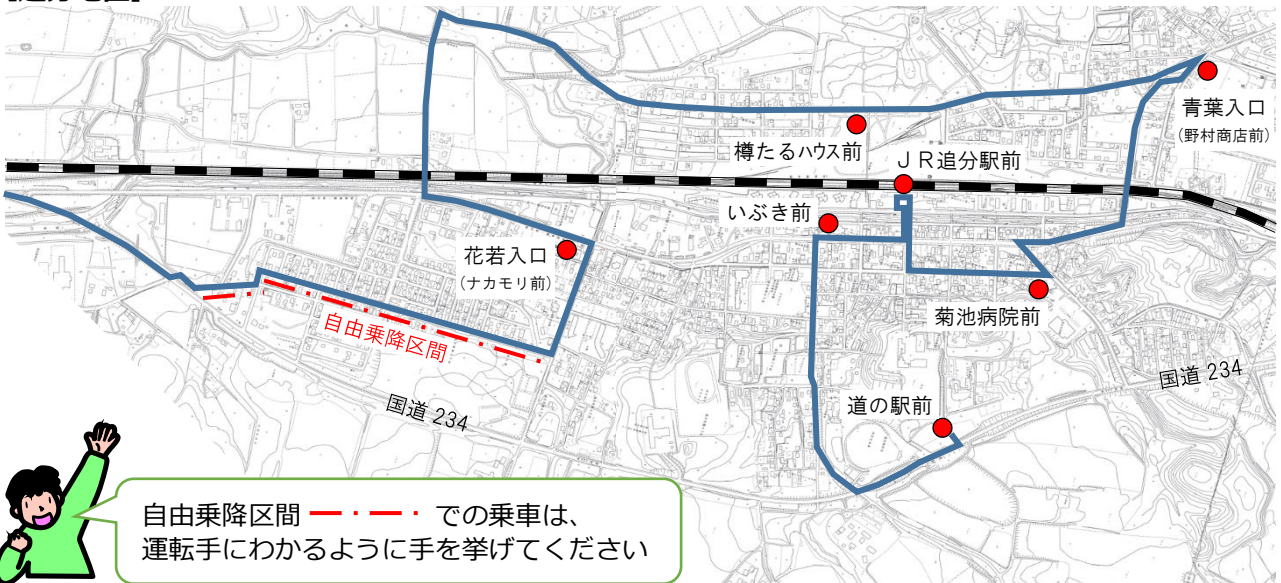 青葉入口
(野村商店前)
樽たるハウス前
ＪＲ追分駅前
いぶき前
花若入口
(ナカモリ前)
菊池病院前
自由乗降区間
国道 234
道の駅前
国道 234
自由乗降区間 での乗車は、
運転手にわかるように手を挙げてください